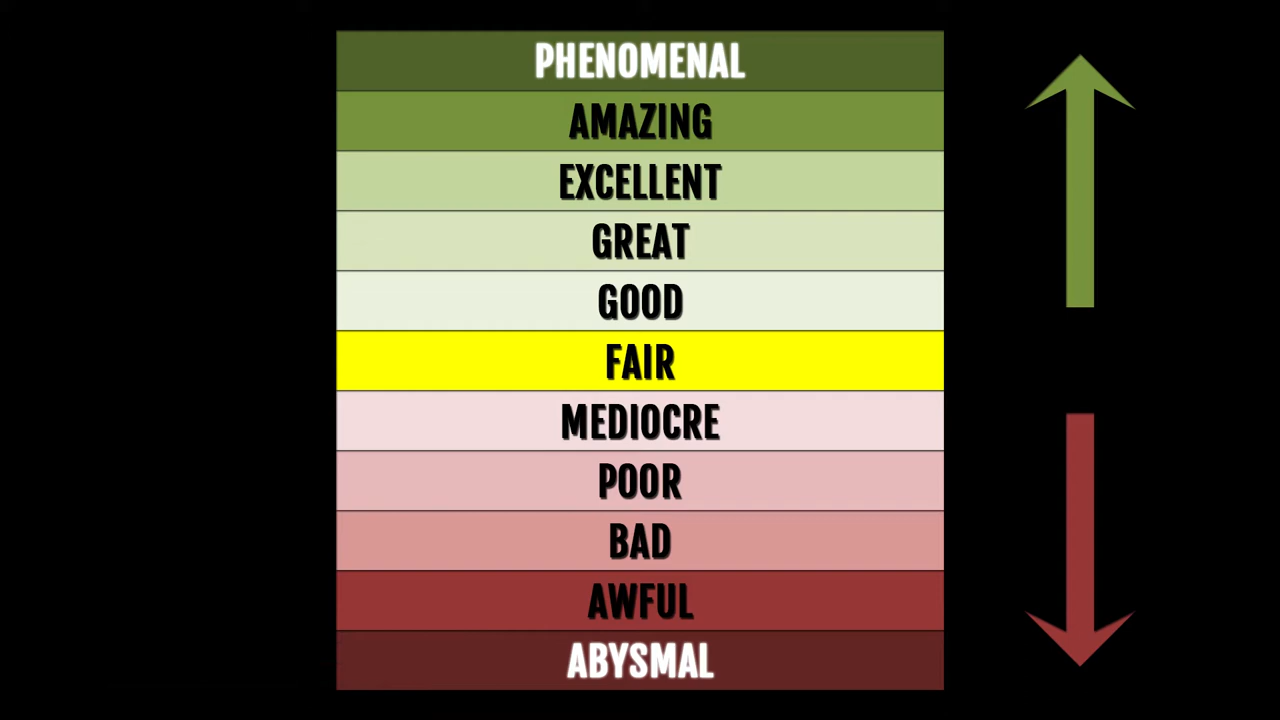 PHENOMENAL
AMAZING
EXCELLENT
GREAT
GOOD
FAIR
MEDIOCRE
POOR
BAD
AWFUL
ABYSMAL